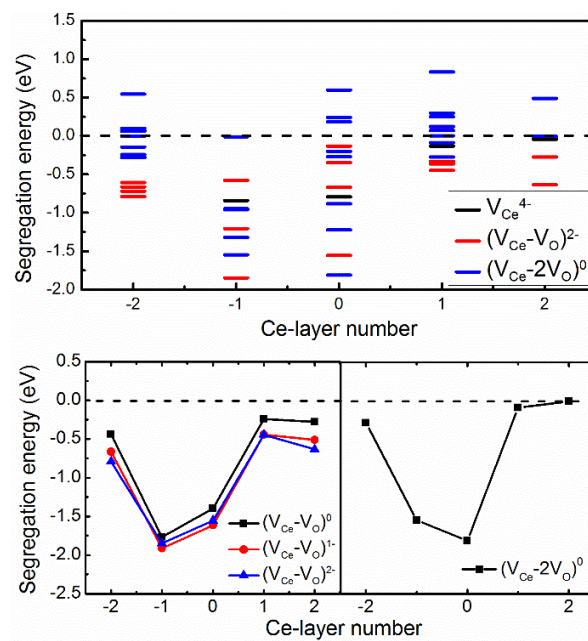 Segregation energy (eV)
1.5
1.0
0.5
0.0
-0.5
-1.0
-1.5
-2.0
V_Ce^4-
(V_Ce-V_O)^2-
(V_Ce-2V_O)^0
-2 -1 0 1 2
Ce-layer number
Segregation energy (eV)
0.5
0.0
-0.5
-1.0
-1.5
-2.0
-2.5
(V_Ce-V_O)^0
(V_Ce-V_O)^1-
(V_Ce-V_O)^2-
(V_Ce-2V_O)^0
-2 -1 0 1 2 -2 0 2
Ce-layer number